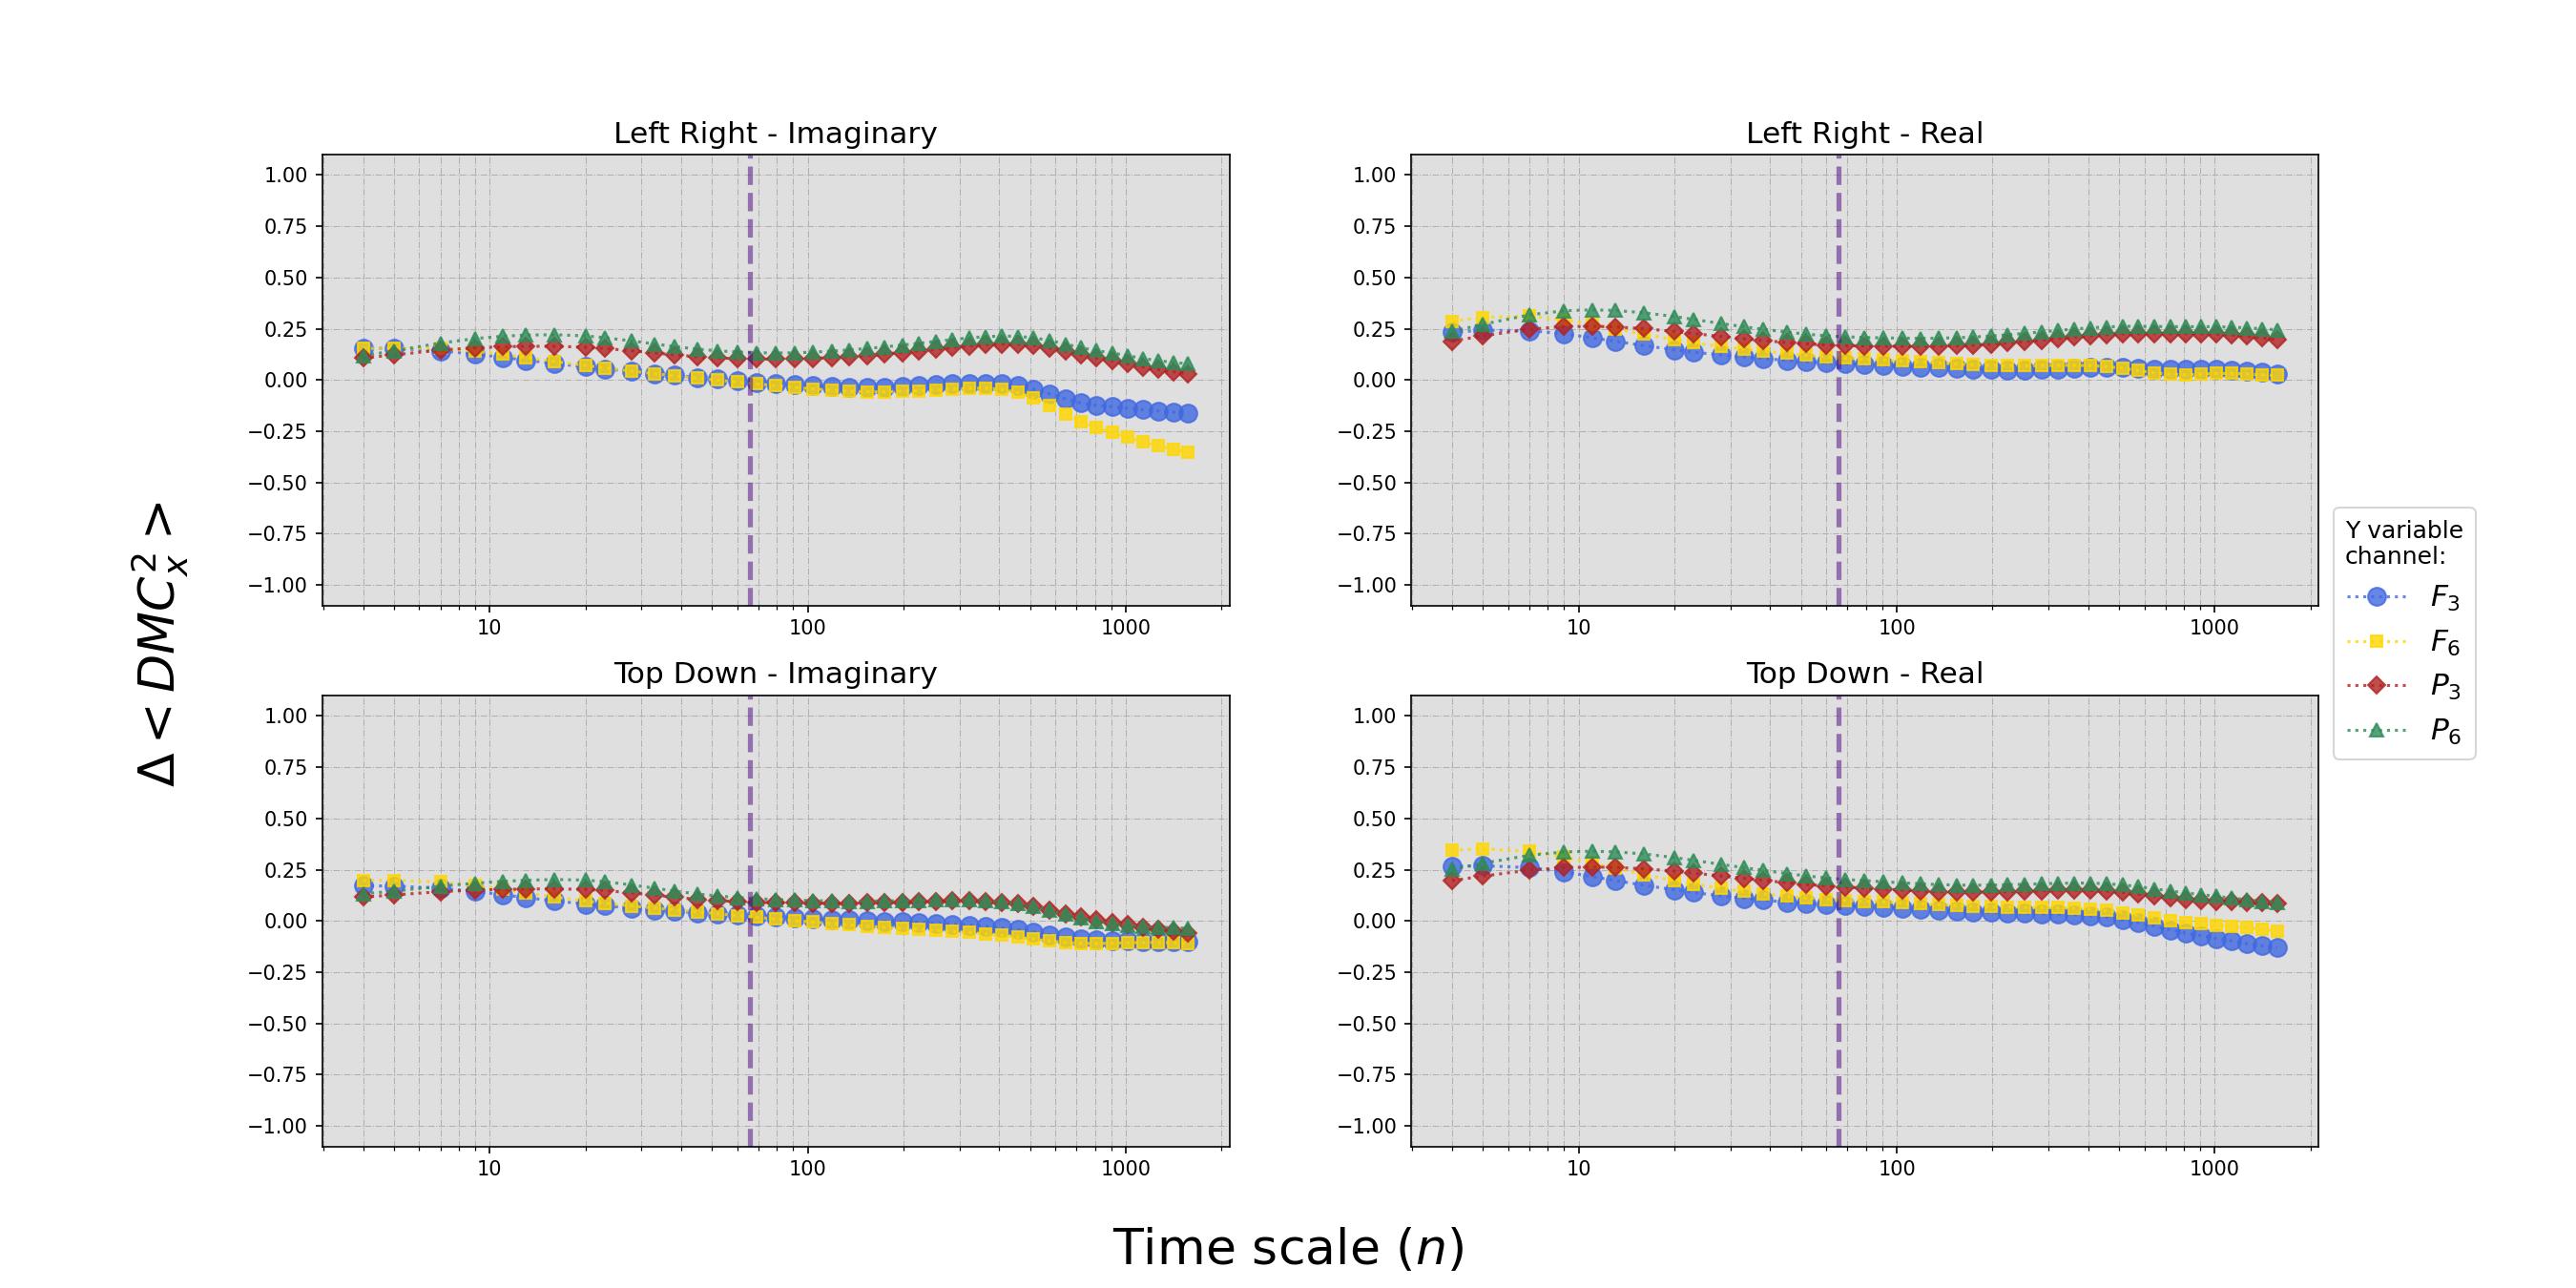 Left Right - Imaginary
1.00
0.75
0.50
0.25
0.00
−0.25
−0.50
−0.75
−1.00
10 100 1000
Left Right - Real
1.00
0.75
0.50
0.25
0.00
−0.25
−0.50
−0.75
−1.00
10 100 1000
Top Down - Imaginary
1.00
0.75
0.50
0.25
0.00
−0.25
−0.50
−0.75
−1.00
10 100 1000
Top Down - Real
1.00
0.75
0.50
0.25
0.00
−0.25
−0.50
−0.75
−1.00
10 100 1000
Δ < DMC²ₓ >
Time scale (n)
Y variable
channel:
F₃
F₆
P₃
P₆